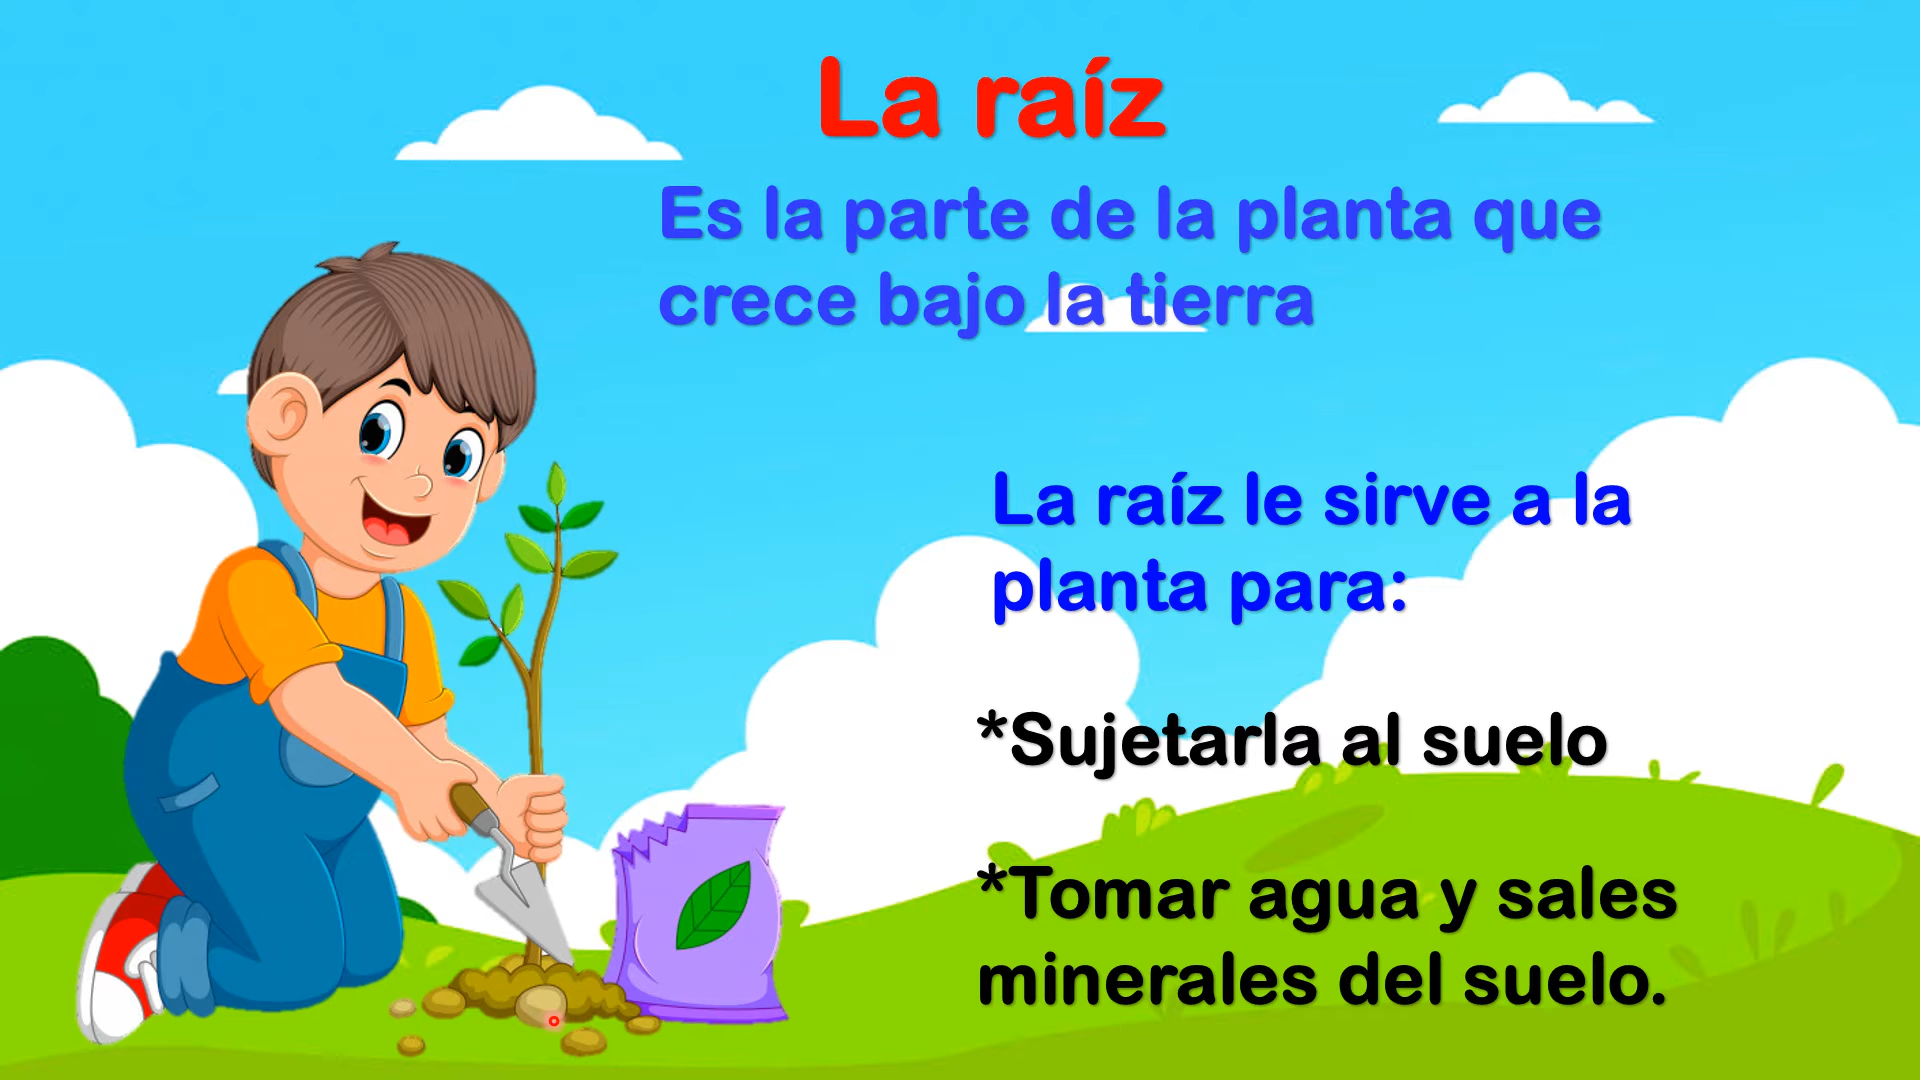 La raíz
Es la parte de la planta que
crece bajo la tierra
La raíz le sirve a la
planta para:
*Sujetarla al suelo
*Tomar agua y sales
minerales del suelo.